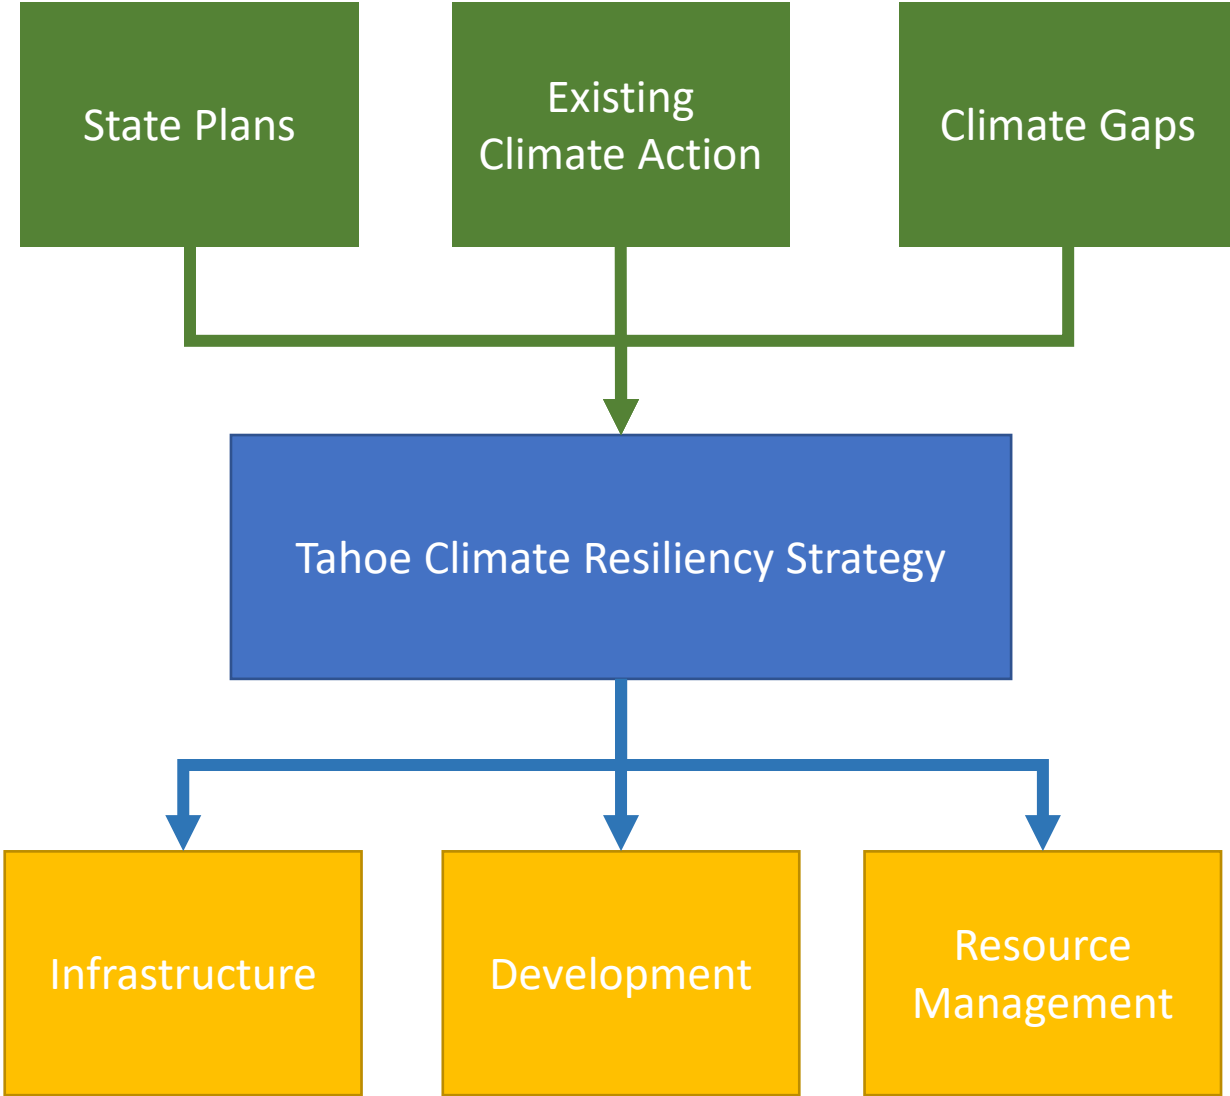 State Plans
Existing
Climate Action
Climate Gaps
Tahoe Climate Resiliency Strategy
Infrastructure
Development
Resource
Management